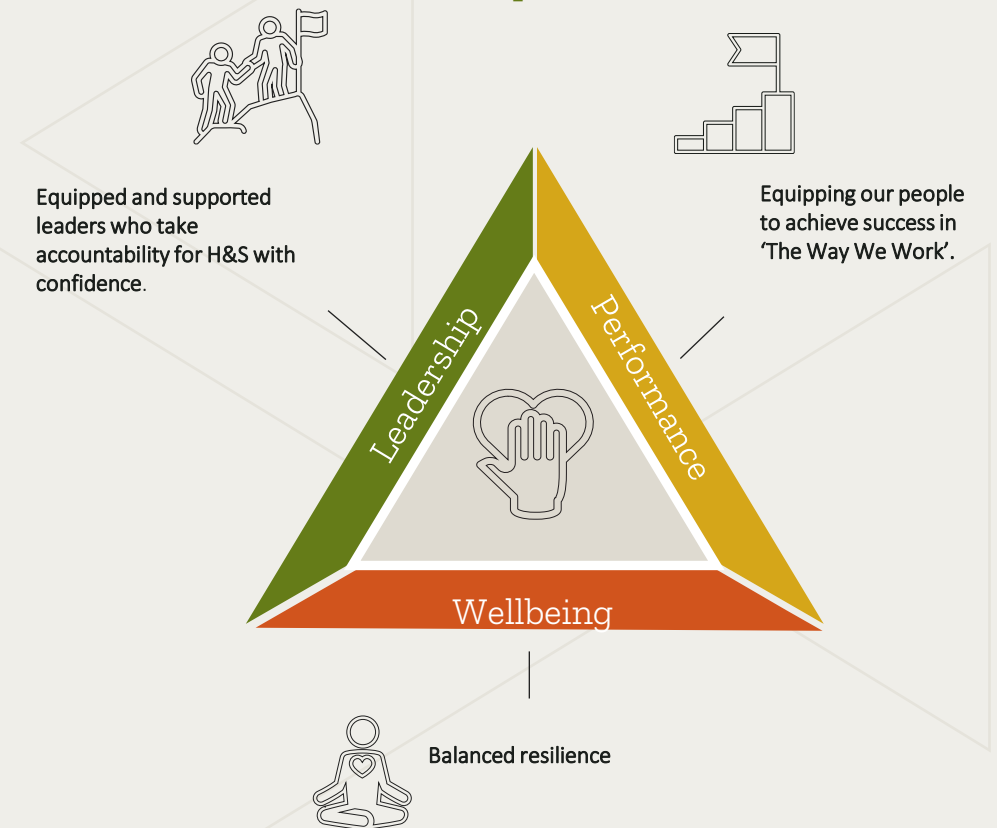 Equipped and supported
leaders who take
accountability for H&S with
confidence.
Equipping our people
to achieve success in
‘The Way We Work’.
Leadership
Performance
Wellbeing
Balanced resilience